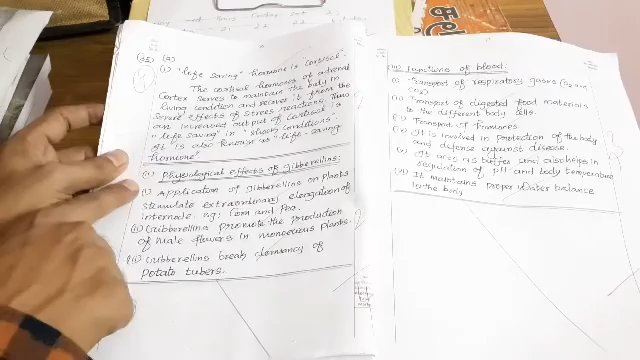 (25) (a)
(i) "life saving" hormone is cortisol:
The cortical hormones of adrenal
Cortex serves to maintain the body in
living condition and recover it from the
severe effects of stress reactions. Thus
an increased output of cortisol is
"life saving" in "shock conditions".
It is also known as "life-saving
hormone"
(ii) Physiological effects of gibberellins:
(i) Application of gibberellins on plants
stimulate extraordinary elongation of
internode eg: Corn and Pea.
(ii) Gibberellins promote the production
of male flowers in monoecious plants
(iii) Gibberellins break dormancy of
potato tubers.
(iii) Functions of blood:
(i) Transport of respiratory gases
(ii) Transport of digested food materials
to the different body cells.
Transport of
(iv) It is involved in protection of the body
and defense against disease.
(v) It acts as buffer and also helps in
regulation of pH and body temperature
(vi) It maintains proper water balance
in the body